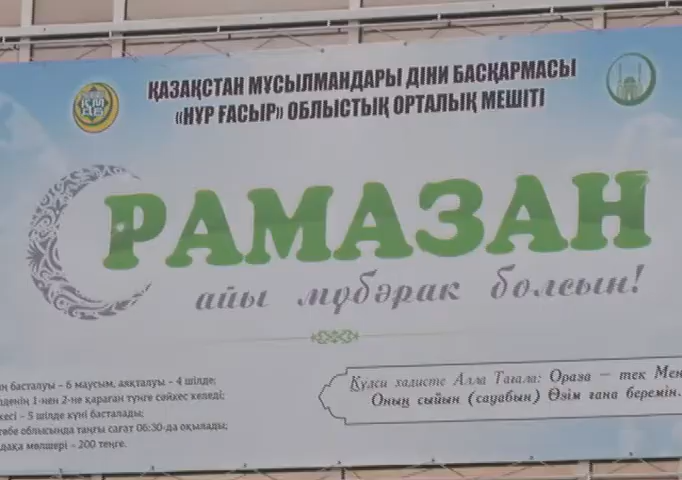 ҚАЗАҚСТАН МҰСЫЛМАНДАРЫ ДІНИ БАСҚАРМАСЫ
«НҰР ҒАСЫР» ОБЛЫСТЫҚ ОРТАЛЫҚ МЕШІТІ
РАМАЗАН
айы мүбәрак болсын!
басталуы – 6 маусым, аяқталуы – 4 шілде;
1-нен 2-не қараған түнге сәйкес келеді;
– 5 шілде күні басталады;
облысында таңғы сағат 06:30-да оқылады;
мөлшері – 200 теңге.
Құдси хадисте Алла Тағала: Ораза – тек
Оның сыйын (сауабын) Өзім ғана беремін.